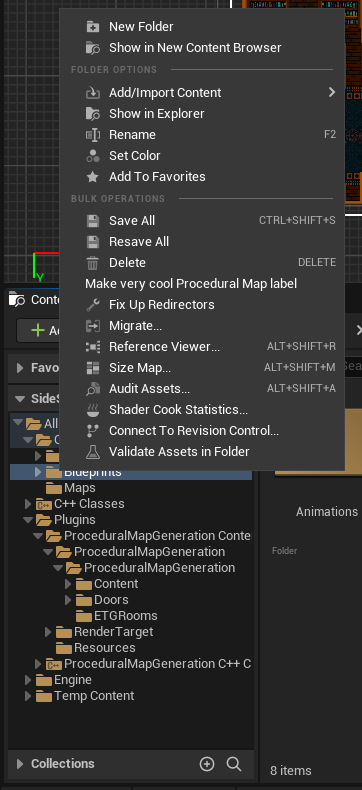 New Folder
Show in New Content Browser
FOLDER OPTIONS
Add/Import Content
Show in Explorer
Rename F2
Set Color
Add To Favorites
BULK OPERATIONS
Save All CTRL+SHIFT+S
Resave All
Delete DELETE
Make very cool Procedural Map label
Fix Up Redirectors
Migrate...
Reference Viewer... ALT+SHIFT+R
Size Map... ALT+SHIFT+M
Audit Assets... ALT+SHIFT+A
Shader Cook Statistics...
Connect To Revision Control...
Validate Assets in Folder
Y
Conte
Favo
SideS
All
C
Blueprints
Maps
C++ Classes
Plugins
ProceduralMapGeneration Conte
ProceduralMapGeneration
ProceduralMapGeneration
Content
Doors
ETGRooms
RenderTarget
Resources
ProceduralMapGeneration C++ C
Engine
Temp Content
Collections
Animations
Folder
8 items